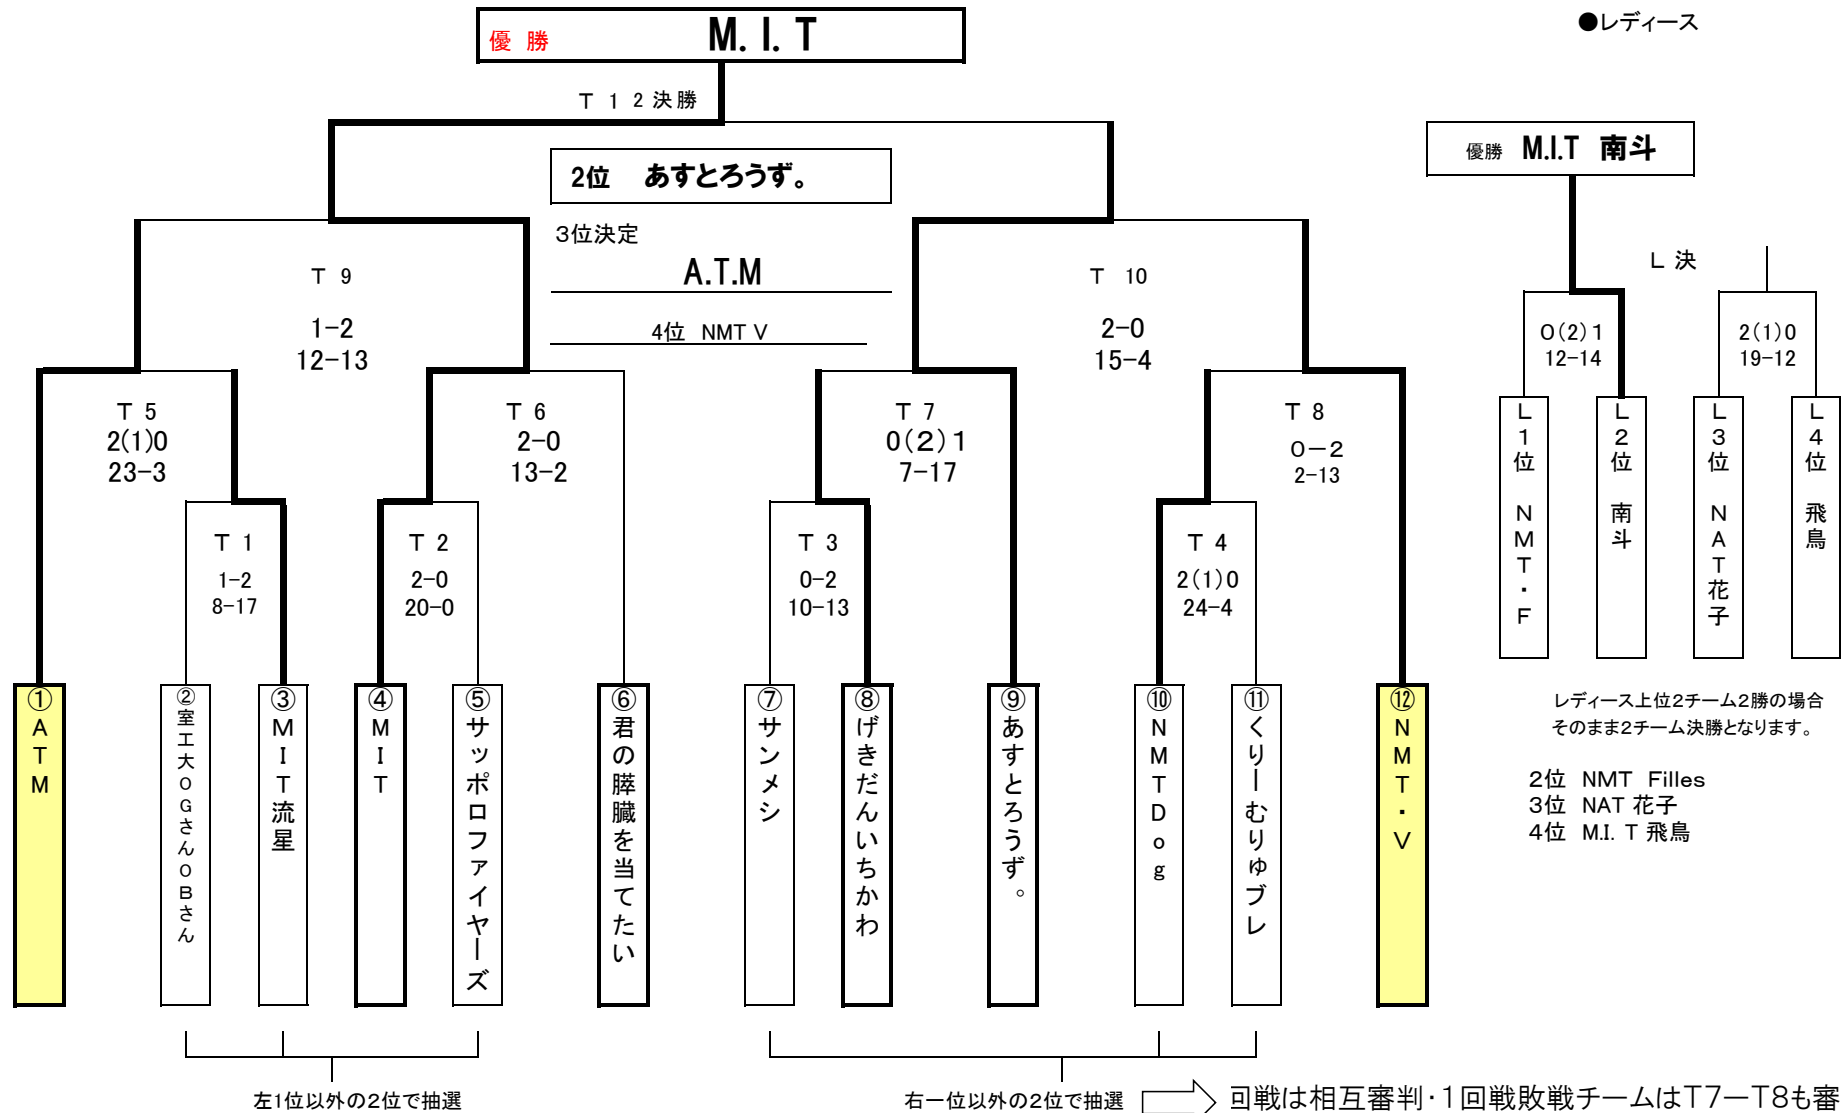 優 勝 M. I. T
●レディース
T 1 2 決勝
2位 あすとろうず。
優勝 M.I.T 南斗
3位決定
A.T.M
4位 NMT V
L 決
T 9
1-2
12-13
T 10
2-0
15-4
0(2)1
12-14
2(1)0
19-12
T 5
2(1)0
23-3
T 6
2-0
13-2
T 7
0(2)1
7-17
T 8
0-2
2-13
T 1
1-2
8-17
T 2
2-0
20-0
T 3
0-2
10-13
T 4
2(1)0
24-4
L1位 NMT・F
L2位 南斗
L3位 NAT花子
L4位 飛鳥
①ATM
②室工大OGさんOBさん
③MIT流星
④MIT
⑤サッポロファイヤーズ
⑥君の膵臓を当てたい
⑦サンメシ
⑧げきだんいちかわ
⑨あすとろうず。
⑩NMTDog
⑪くりーむりゅブレ
⑫NMT・V
レディース上位2チーム2勝の場合
そのまま2チーム決勝となります。
2位 NMT Filles
3位 NAT 花子
4位 M.I. T 飛鳥
左1位以外の2位で抽選
右一位以外の2位で抽選
回戦は相互審判・1回戦敗戦チームはT7ーT8も審